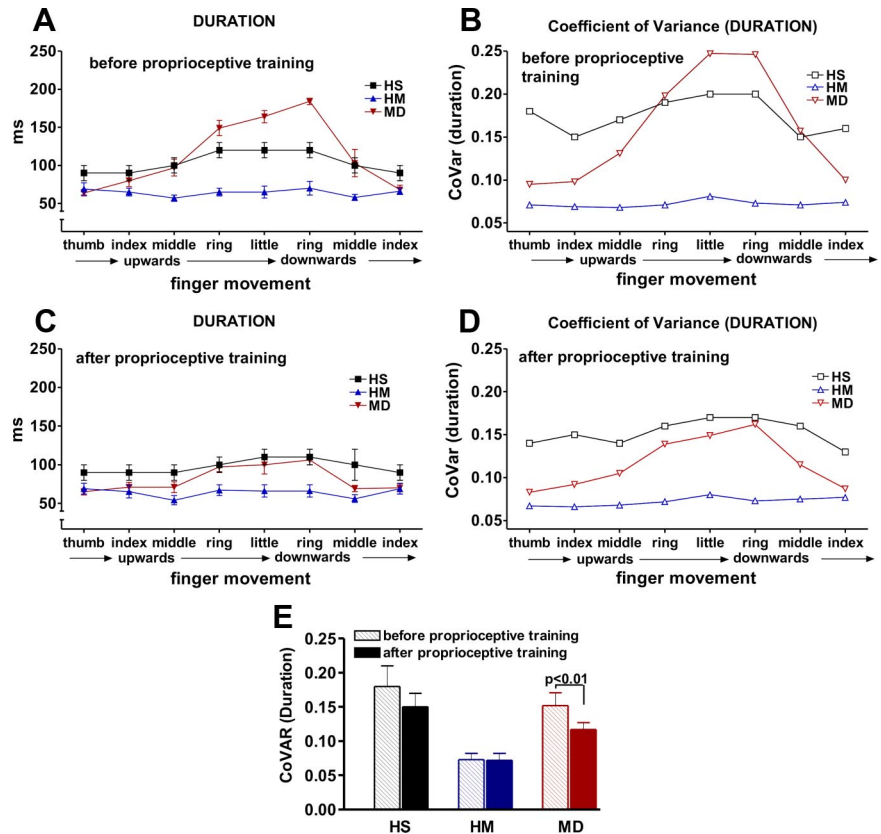 A
DURATION
250
200
150
100
50
ms
before proprioceptive training
HS
HM
MD
thumb index middle ring little ring middle index
upwards downwards
finger movement
B
Coefficient of Variance (DURATION)
0.25
0.20
0.15
0.10
0.05
CoVar (duration)
before proprioceptive
training
HS
HM
MD
thumb index middle ring little ring middle index
upwards downwards
finger movement
C
DURATION
250
200
150
100
50
ms
after proprioceptive training
HS
HM
MD
thumb index middle ring little ring middle index
upwards downwards
finger movement
D
Coefficient of Variance (DURATION)
0.25
0.20
0.15
0.10
0.05
CoVar (duration)
after proprioceptive training
HS
HM
MD
thumb index middle ring little ring middle index
upwards downwards
finger movement
E
0.25
0.20
0.15
0.10
0.05
0.00
CoVAR (Duration)
before proprioceptive training
after proprioceptive training
p<0.01
HS HM MD